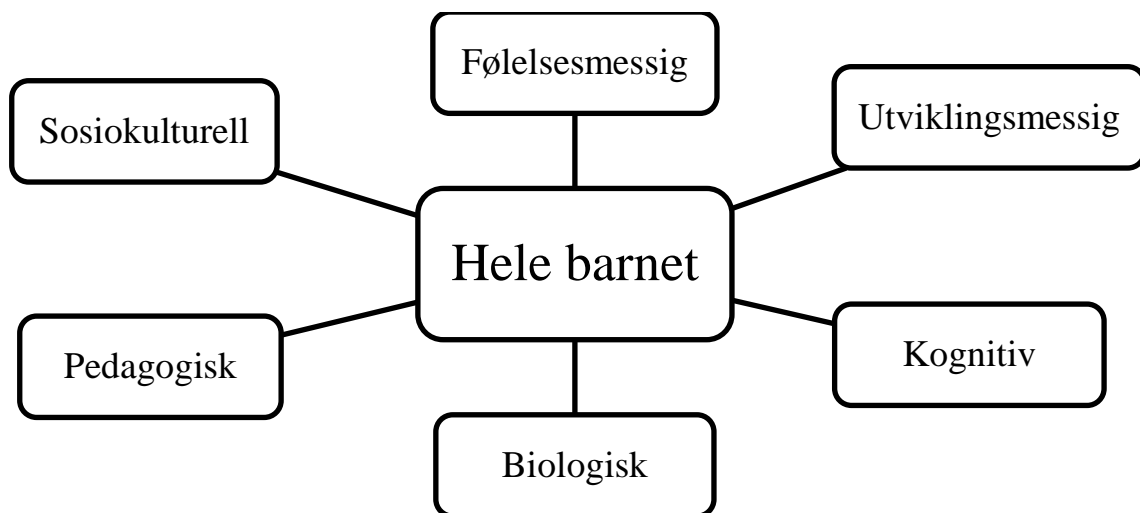 Følelsesmessig
Sosiokulturell
Utviklingsmessig
Hele barnet
Pedagogisk
Kognitiv
Biologisk